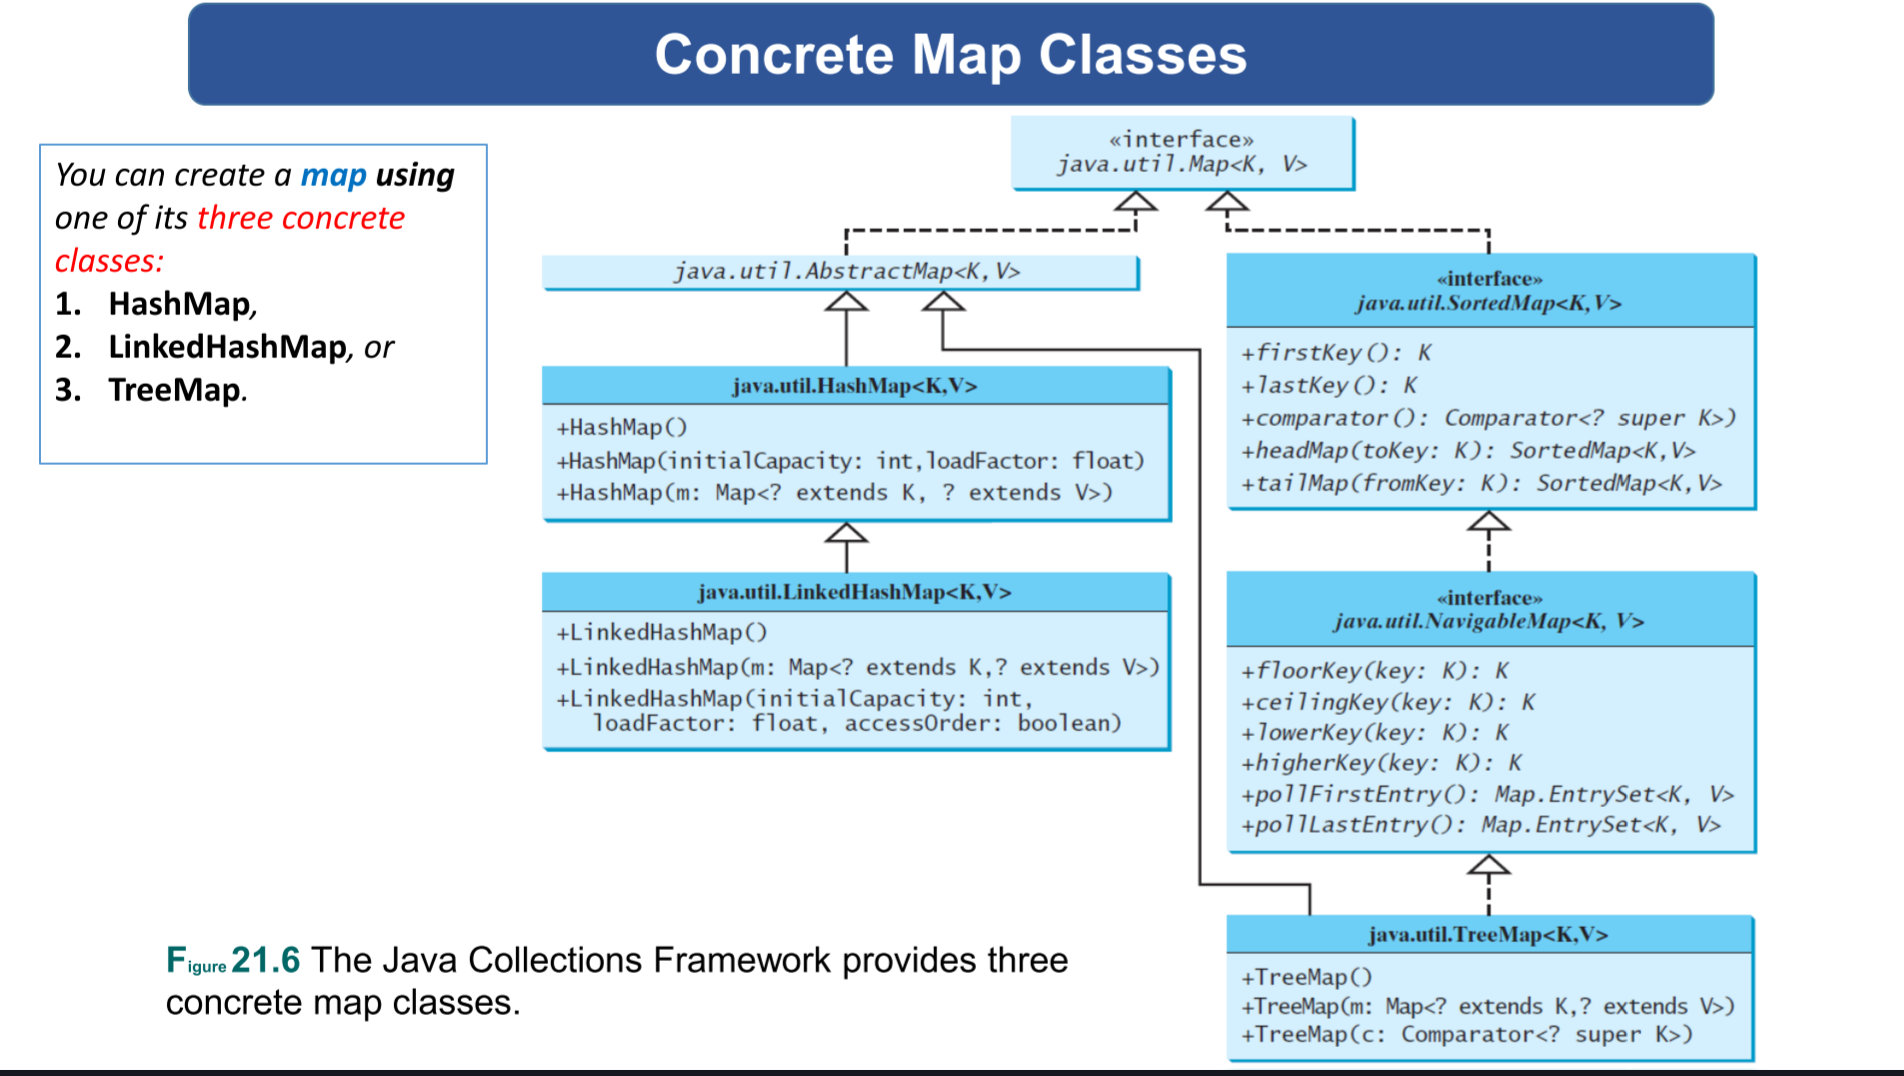 Concrete Map Classes
You can create a map using
one of its three concrete
classes:
1. HashMap,
2. LinkedHashMap, or
3. TreeMap.
«interface»
java.util.Map<K, V>
java.util.AbstractMap<K,V>
java.util.HashMap<K,V>
+HashMap()
+HashMap(initialCapacity: int,loadFactor: float)
+HashMap(m: Map<? extends K, ? extends V>)
java.util.LinkedHashMap<K,V>
+LinkedHashMap()
+LinkedHashMap(m: Map<? extends K,? extends V>)
+LinkedHashMap(initialCapacity: int,
loadFactor: float, accessOrder: boolean)
«interface»
java.util.SortedMap<K,V>
+firstKey(): K
+lastKey(): K
+comparator(): Comparator<? super K>)
+headMap(toKey: K): SortedMap<K,V>
+tailMap(fromKey: K): SortedMap<K,V>
«interface»
java.util.NavigableMap<K, V>
+floorKey(key: K): K
+ceilingKey(key: K): K
+lowerKey(key: K): K
+higherKey(key: K): K
+pollFirstEntry(): Map.EntrySet<K, V>
+pollLastEntry(): Map.EntrySet<K, V>
java.util.TreeMap<K,V>
+TreeMap()
+TreeMap(m: Map<? extends K,? extends V>)
+TreeMap(c: Comparator<? super K>)
Figure 21.6 The Java Collections Framework provides three
concrete map classes.